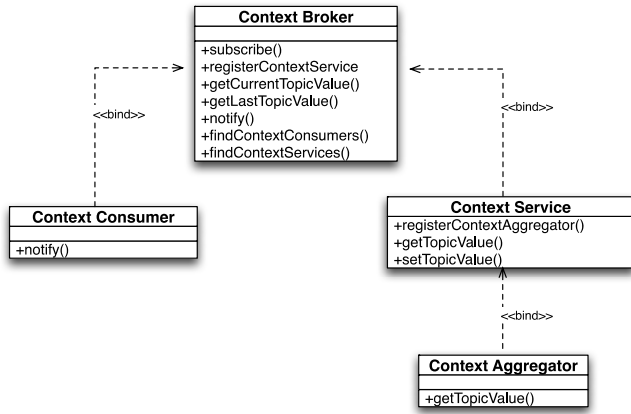 Context Broker
+subscribe()
+registerContextService
+getCurrentTopicValue()
+getLastTopicValue()
+notify()
+findContextConsumers()
+findContextServices()
<<bind>>
<<bind>>
Context Consumer
+notify()
Context Service
+registerContextAggregator()
+getTopicValue()
+setTopicValue()
<<bind>>
Context Aggregator
+getTopicValue()